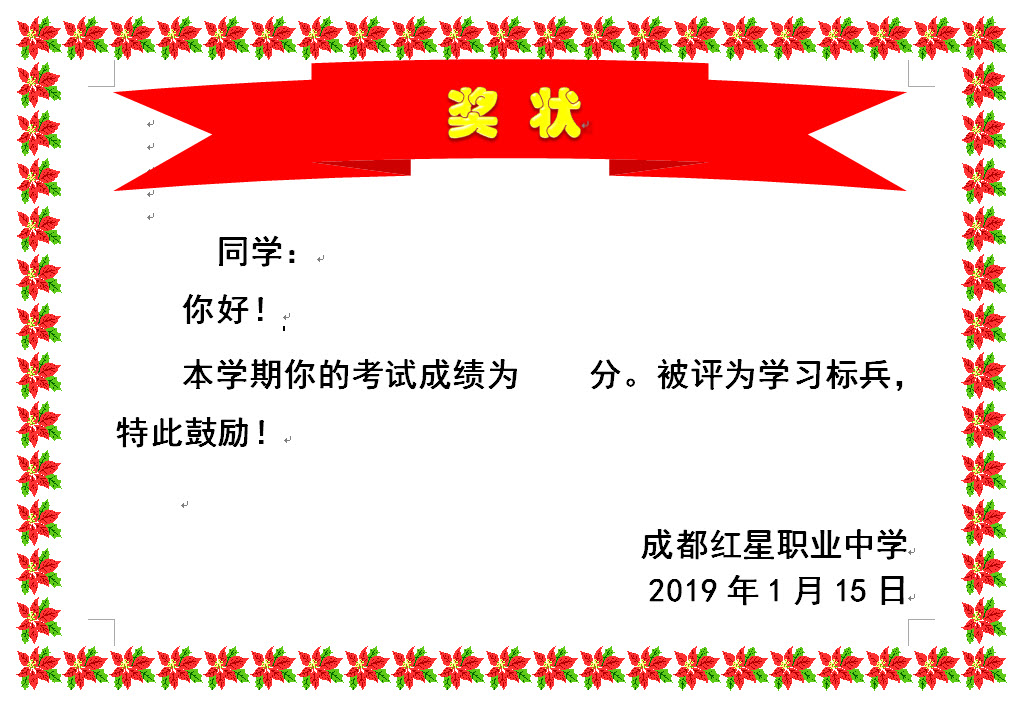 奖 状
同学：
你好！
本学期你的考试成绩为 分。被评为学习标兵，
特此鼓励！
成都红星职业中学
2019 年 1 月 15 日